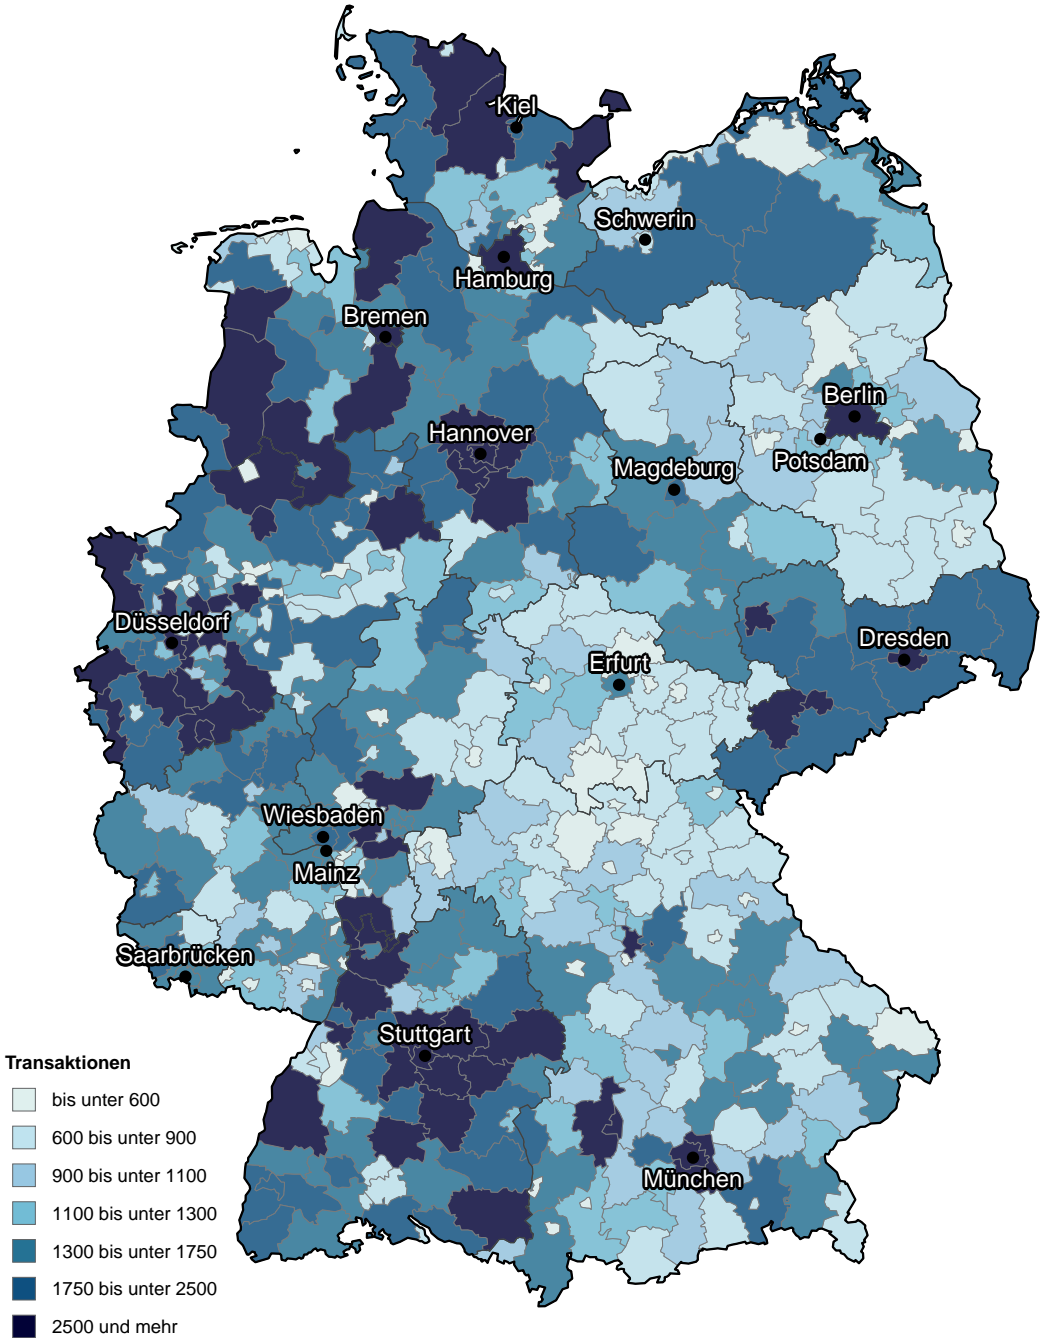 Kiel
Schwerin
Hamburg
Bremen
Berlin
Hannover
Potsdam
Magdeburg
Düsseldorf
Dresden
Erfurt
Wiesbaden
Mainz
Saarbrücken
Stuttgart
München
Transaktionen
bis unter 600
600 bis unter 900
900 bis unter 1100
1100 bis unter 1300
1300 bis unter 1750
1750 bis unter 2500
2500 und mehr